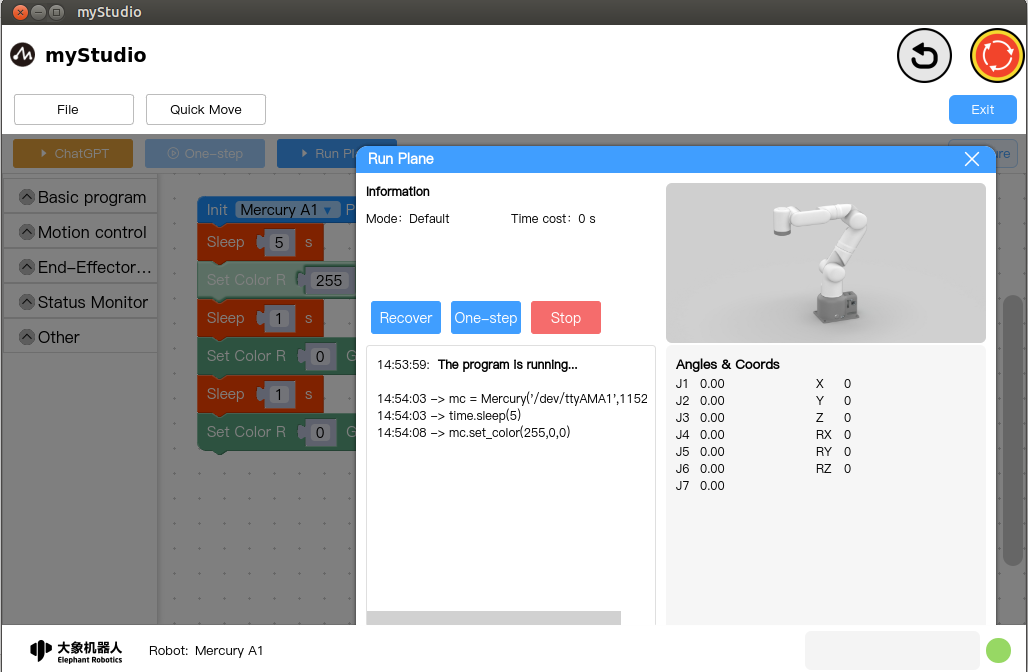 myStudio
myStudio
File
Quick Move
Exit
ChatGPT
One-step
Run Pl
re
Run Plane
Basic program
Motion control
End-Effector...
Status Monitor
Other
Init Mercury A1 ▾ P
Sleep 5 s
Set Color R 255
Sleep 1 s
Set Color R 0 G
Sleep 1 s
Set Color R 0 G
Information
Mode: Default Time cost: 0 s
Recover
One-step
Stop
14:53:59: The program is running...
14:54:03 -> mc = Mercury('/dev/ttyAMA1',1152
14:54:03 -> time.sleep(5)
14:54:08 -> mc.set_color(255,0,0)
Angles & Coords
J1 0.00 X 0
J2 0.00 Y 0
J3 0.00 Z 0
J4 0.00 RX 0
J5 0.00 RY 0
J6 0.00 RZ 0
J7 0.00
大象机器人
Elephant Robotics
Robot: Mercury A1